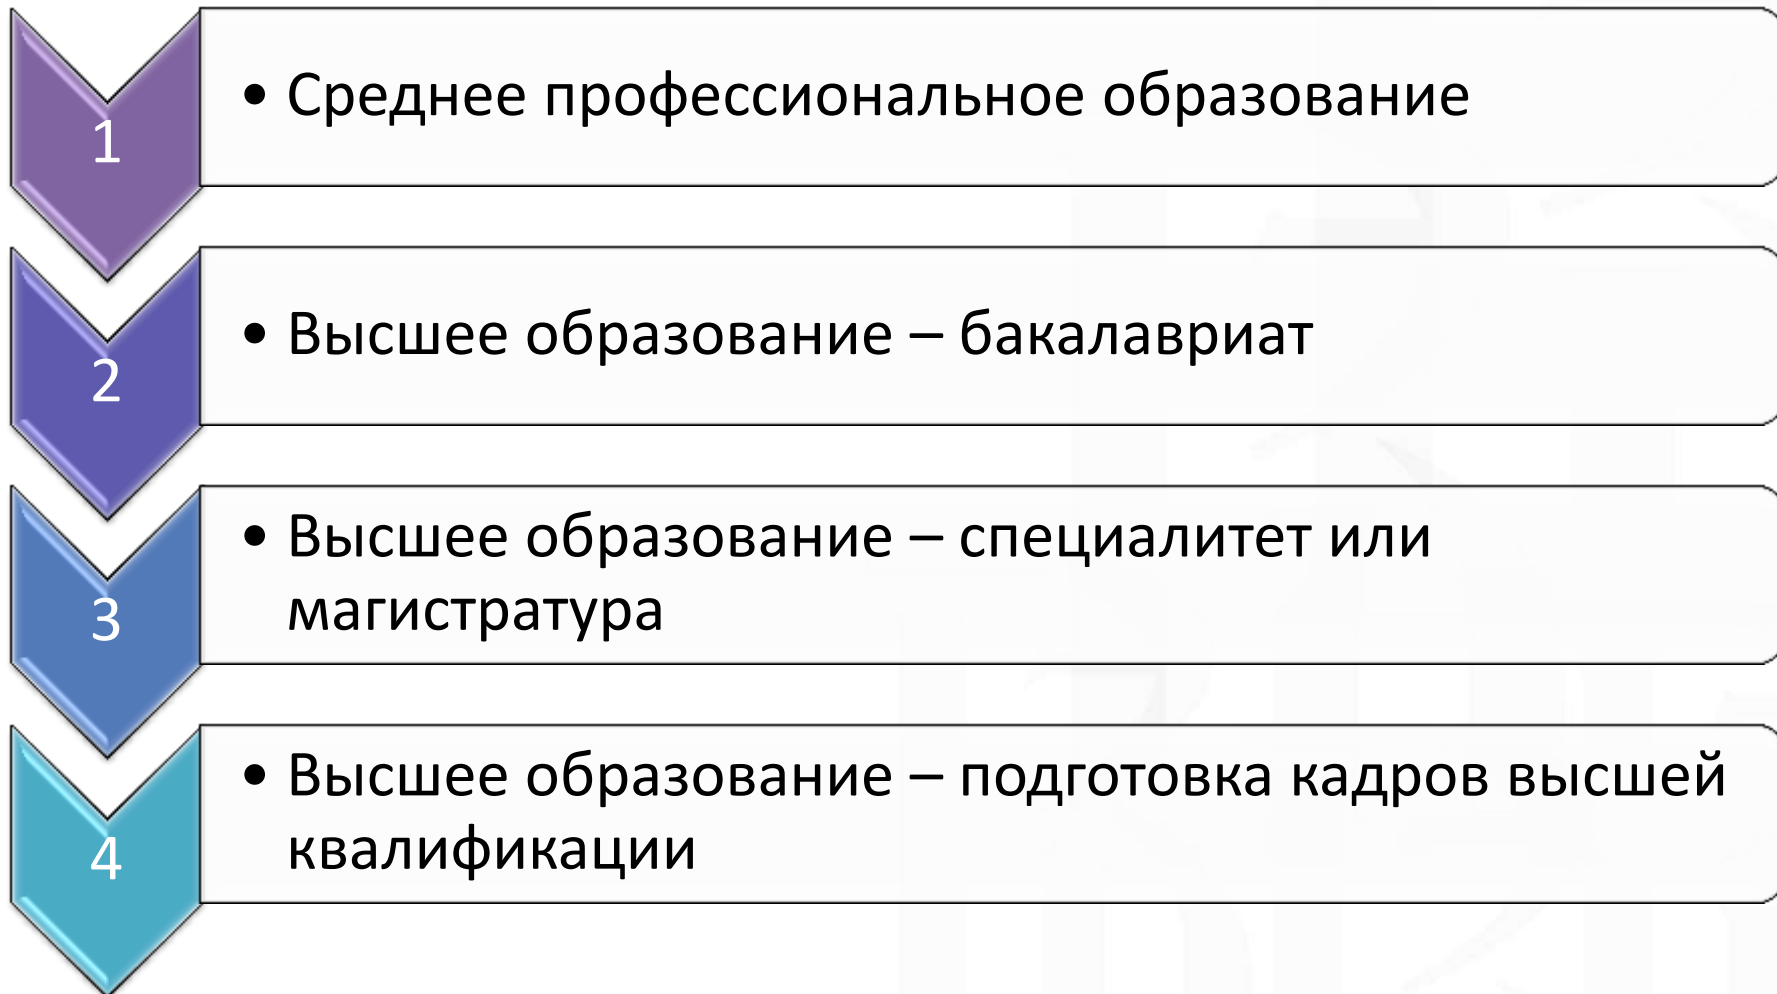 1
• Среднее профессиональное образование
2
• Высшее образование – бакалавриат
3
• Высшее образование – специалитет или
магистратура
4
• Высшее образование – подготовка кадров высшей
квалификации